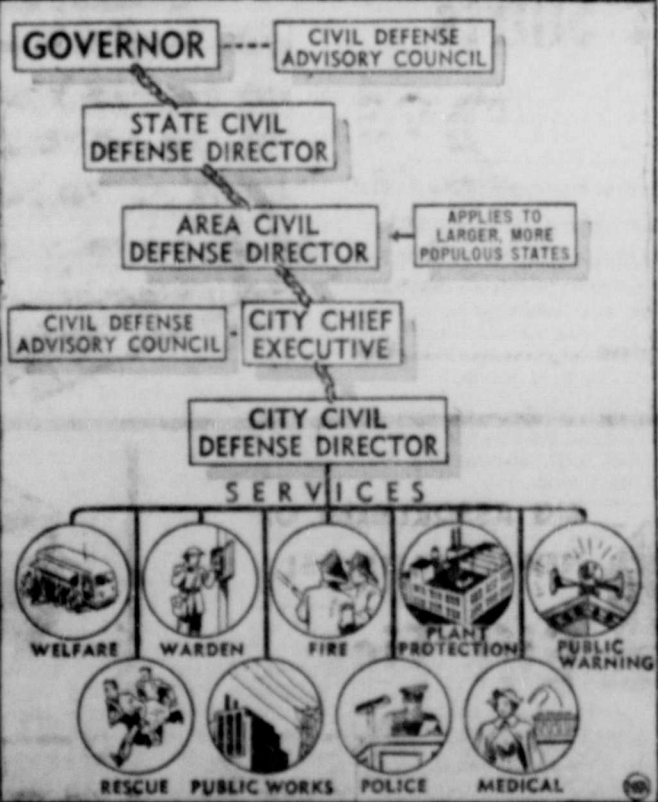 GOVERNOR
CIVIL DEFENSE
ADVISORY COUNCIL
STATE CIVIL
DEFENSE DIRECTOR
AREA CIVIL
DEFENSE DIRECTOR
APPLIES TO
LARGER, MORE
POPULOUS STATES
CIVIL DEFENSE
ADVISORY COUNCIL
CITY CHIEF
EXECUTIVE
CITY CIVIL
DEFENSE DIRECTOR
SERVICES
WELFARE
WARDEN
FIRE
PLANT
PROTECTION
PUBLIC
WARNING
RESCUE
PUBLIC WORKS
POLICE
MEDICAL